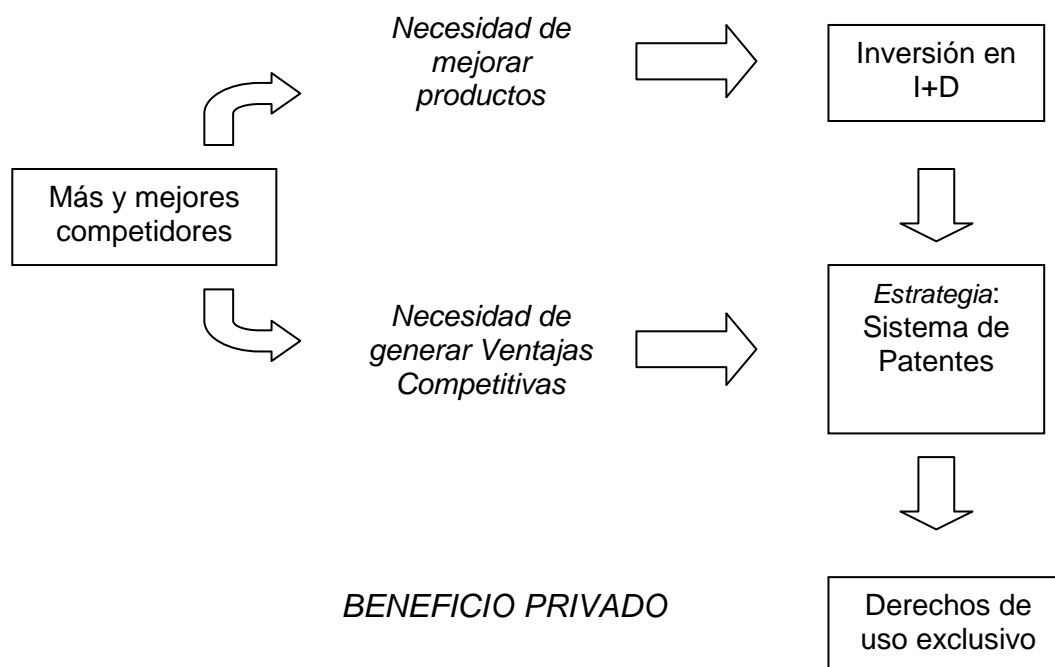 Necesidad de
mejorar
productos
Inversión en
I+D
Más y mejores
competidores
Necesidad de
generar Ventajas
Competitivas
Estrategia:
Sistema de
Patentes
BENEFICIO PRIVADO
Derechos de
uso exclusivo